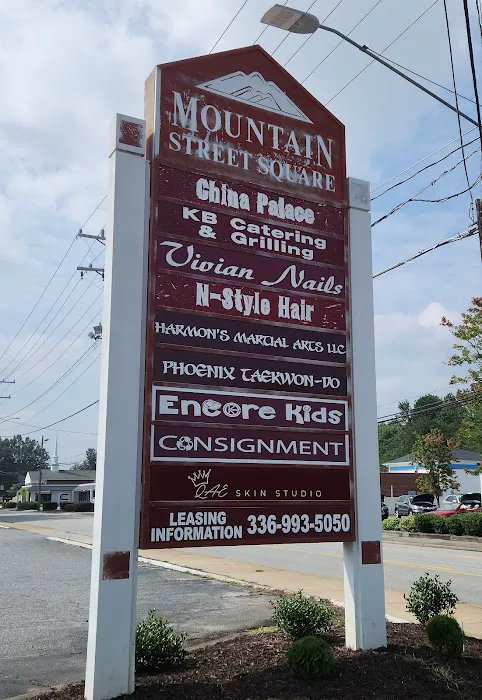 MOUNTAIN
STREET SQUARE
China Palace
KB Catering
& Grilling
Vivian Nails
N-Style Hair
HARMON'S MARTIAL ARTS LLC
PHOENIX TAEKWON-DO
Encore Kids
CONSIGNMENT
QAE SKIN STUDIO
LEASING
INFORMATION 336-993-5050